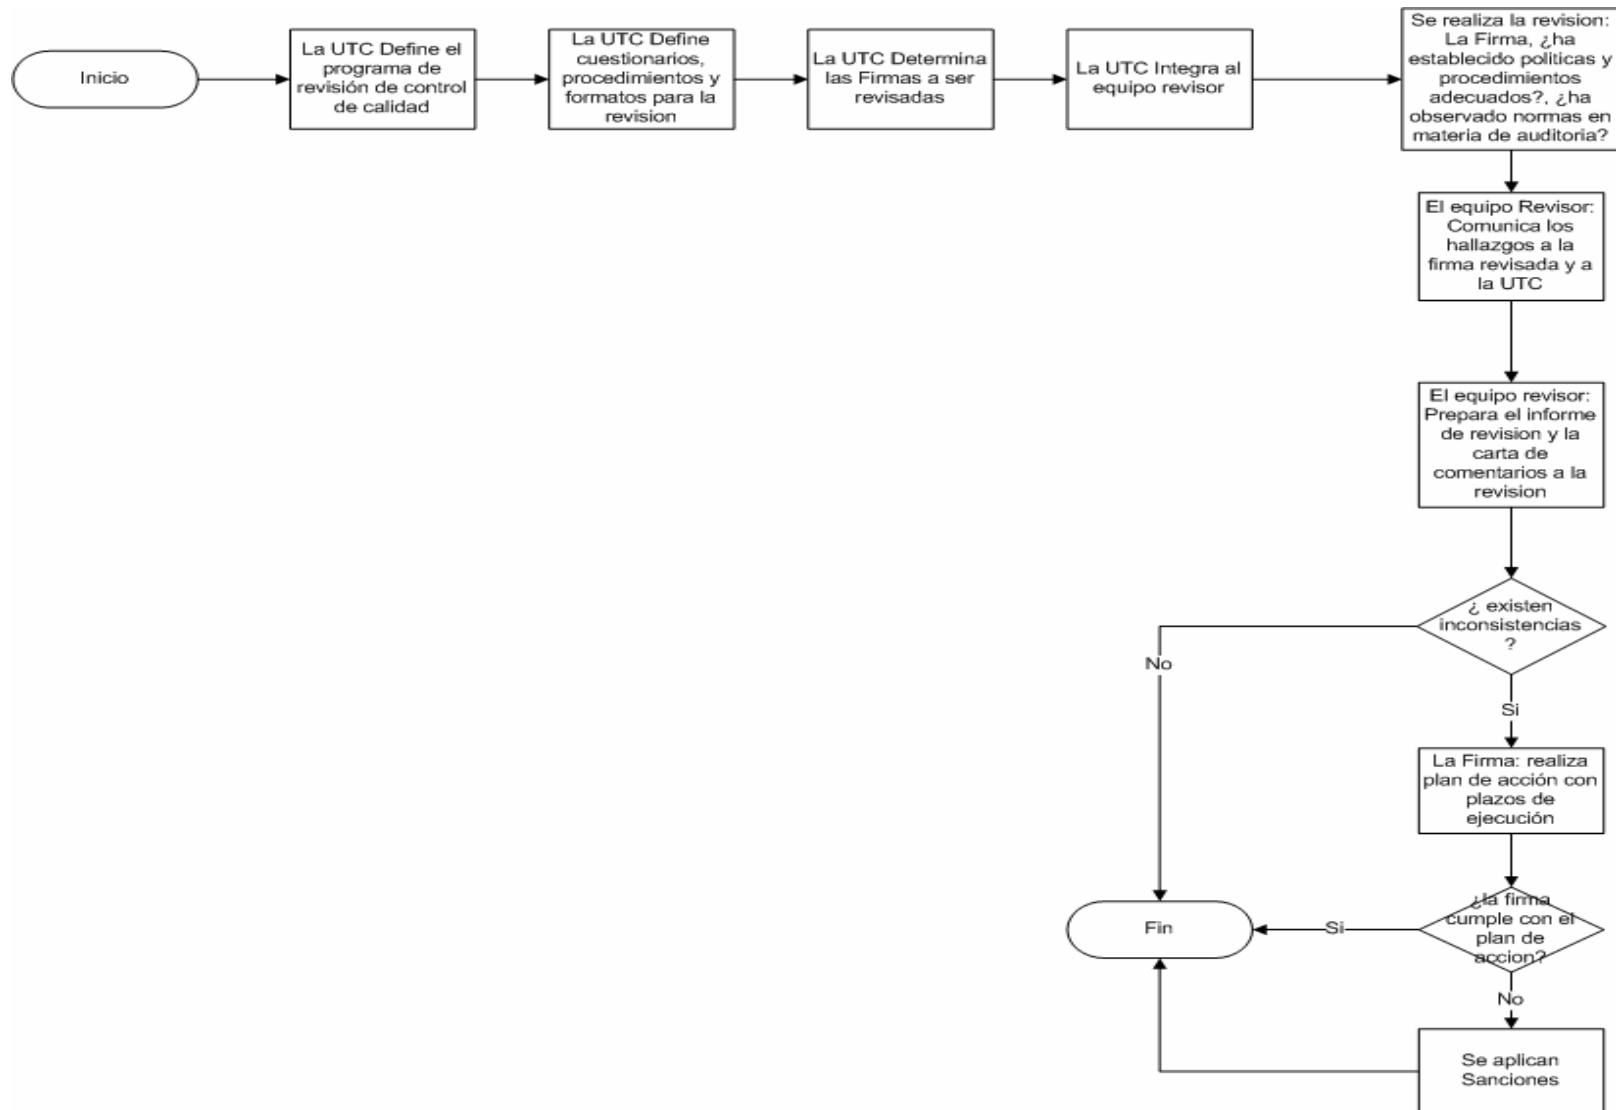 Inicio
La UTC Define el
programa de
revisión de control
de calidad
La UTC Define
cuestionarios,
procedimientos y
formatos para la
revision
La UTC Determina
las Firmas a ser
revisadas
La UTC Integra al
equipo revisor
Se realiza la revision:
La Firma, ¿ha
establecido politicas y
procedimientos
adecuados?, ¿ha
observado normas en
materia de auditoria?
El equipo Revisor:
Comunica los
hallazgos a la
firma revisada y a
la UTC
El equipo revisor:
Prepara el informe
de revision y la
carta de
comentarios a la
revision
¿ existen
inconsistencias
?
No
Si
La Firma: realiza
plan de acción con
plazos de
ejecución
¿la firma
cumple con el
plan de
accion?
Si
Fin
No
Se aplican
Sanciones